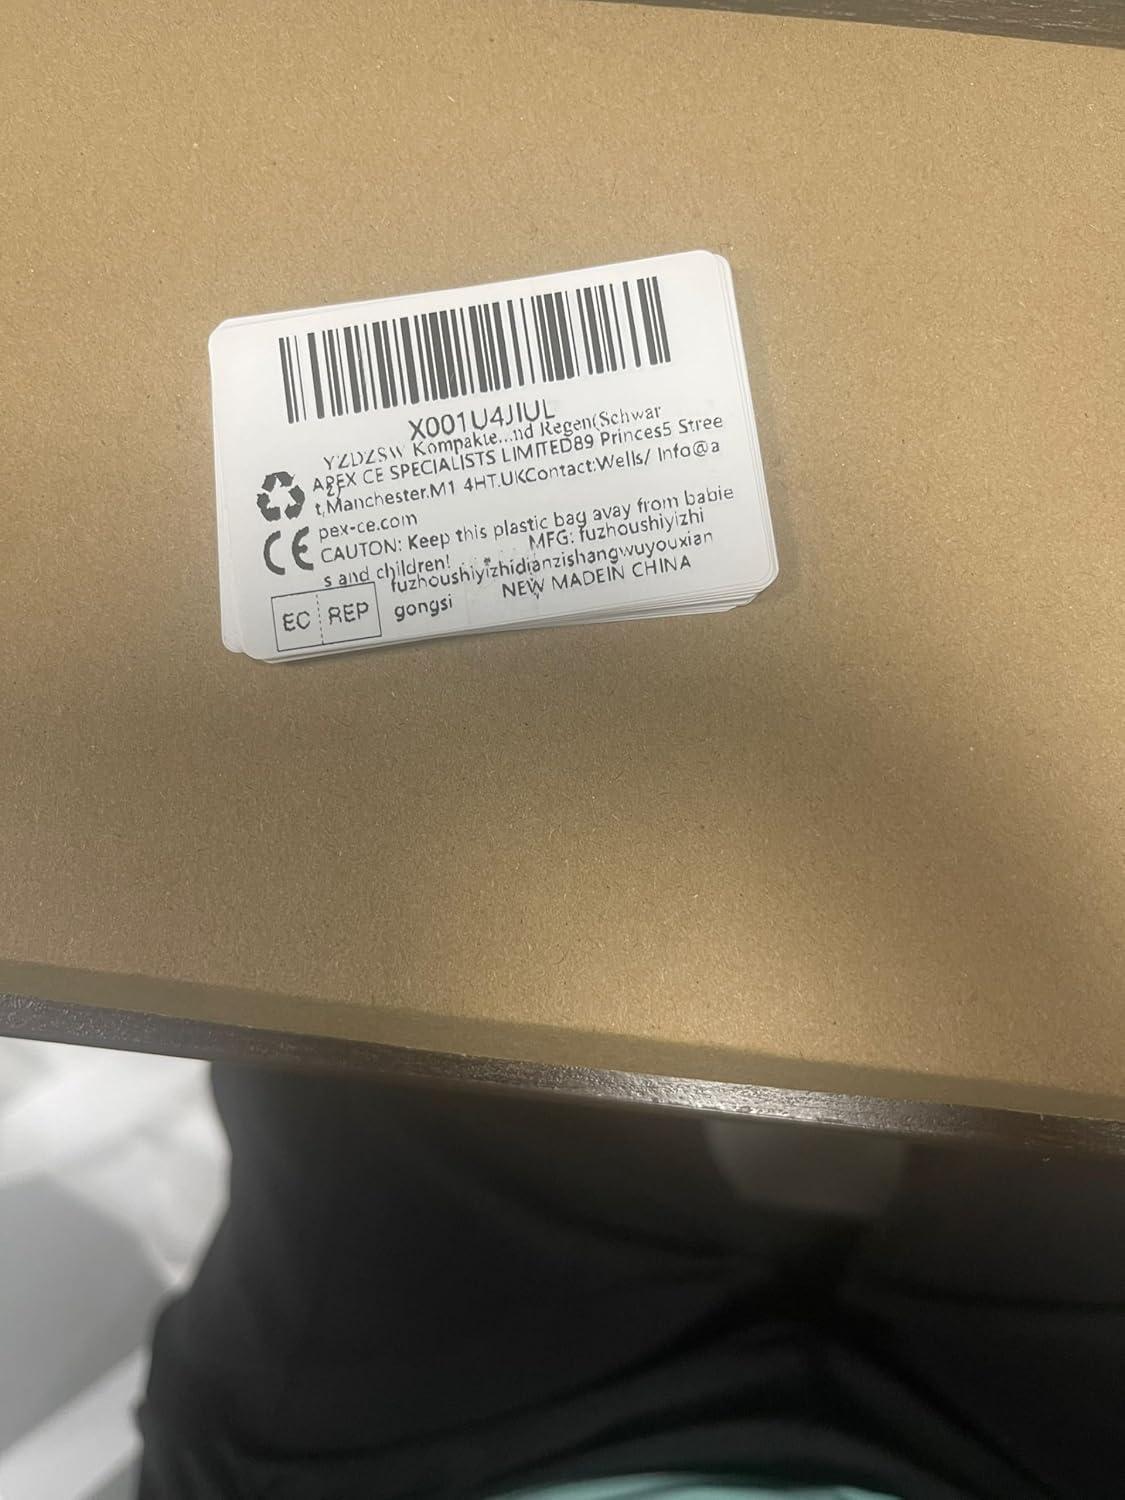 X001U4JIUL
YZDZSW Kompakte...nd Regen(Schwar
z)
APEX CE SPECIALISTS LIMITED89 Princes5 Stree
t,Manchester.M1 4HT.UKContact:Wells/ Info@a
pex-ce.com
CAUTON: Keep this plastic bag avay from babie
s and children!
MFG: fuzhoushiyizhi
fuzhoushiyizhidianzishangwuyouxian
gongsi
NEW MADEIN CHINA
CE
EC REP